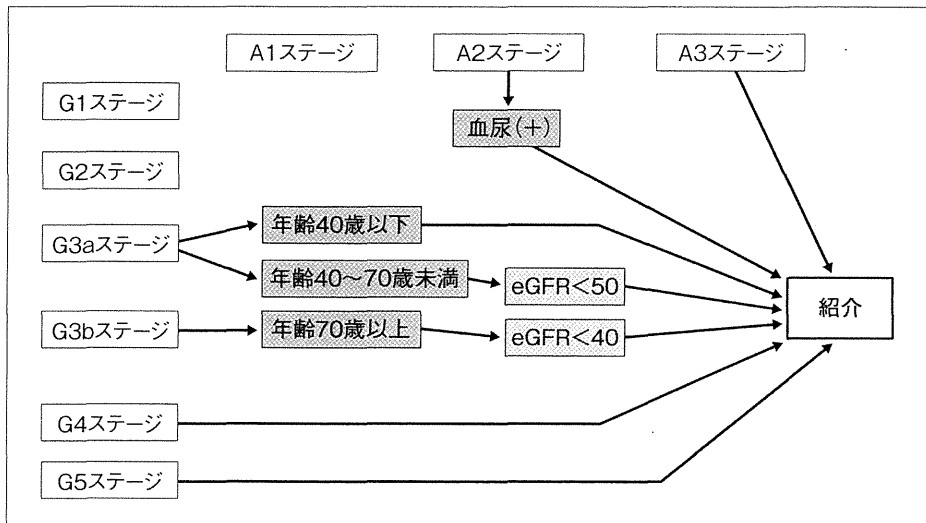 A1ステージ
A2ステージ
A3ステージ
G1ステージ
血尿(+)
G2ステージ
G3aステージ
年齢40歳以下
年齢40～70歳未満
eGFR<50
紹介
G3bステージ
年齢70歳以上
eGFR<40
G4ステージ
G5ステージ